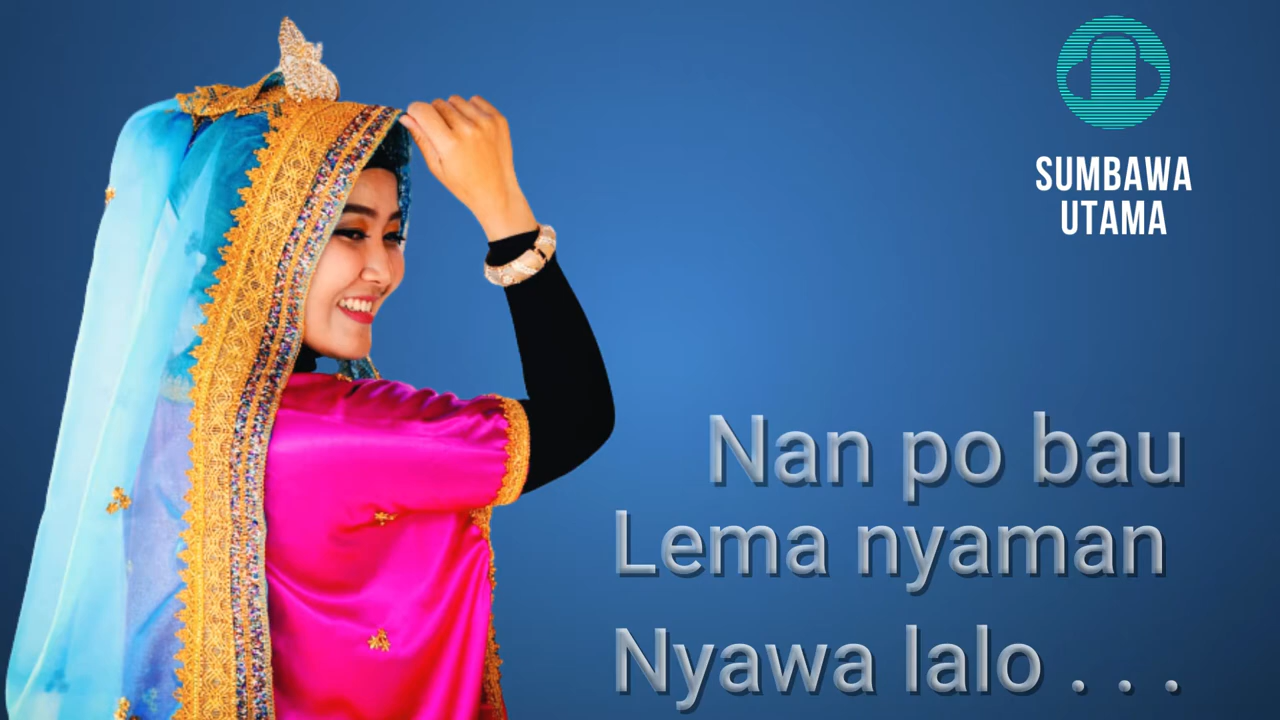 SUMBAWA
UTAMA
Nan po bau
Lema nyaman
Nyawa lalo . . .